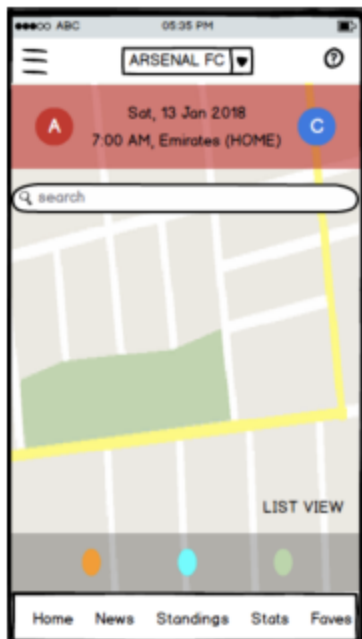 ABC 05:35 PM
ARSENAL FC
?
A
Sat, 13 Jan 2018
7:00 AM, Emirates (HOME)
C
search
LIST VIEW
Home News Standings Stats Faves